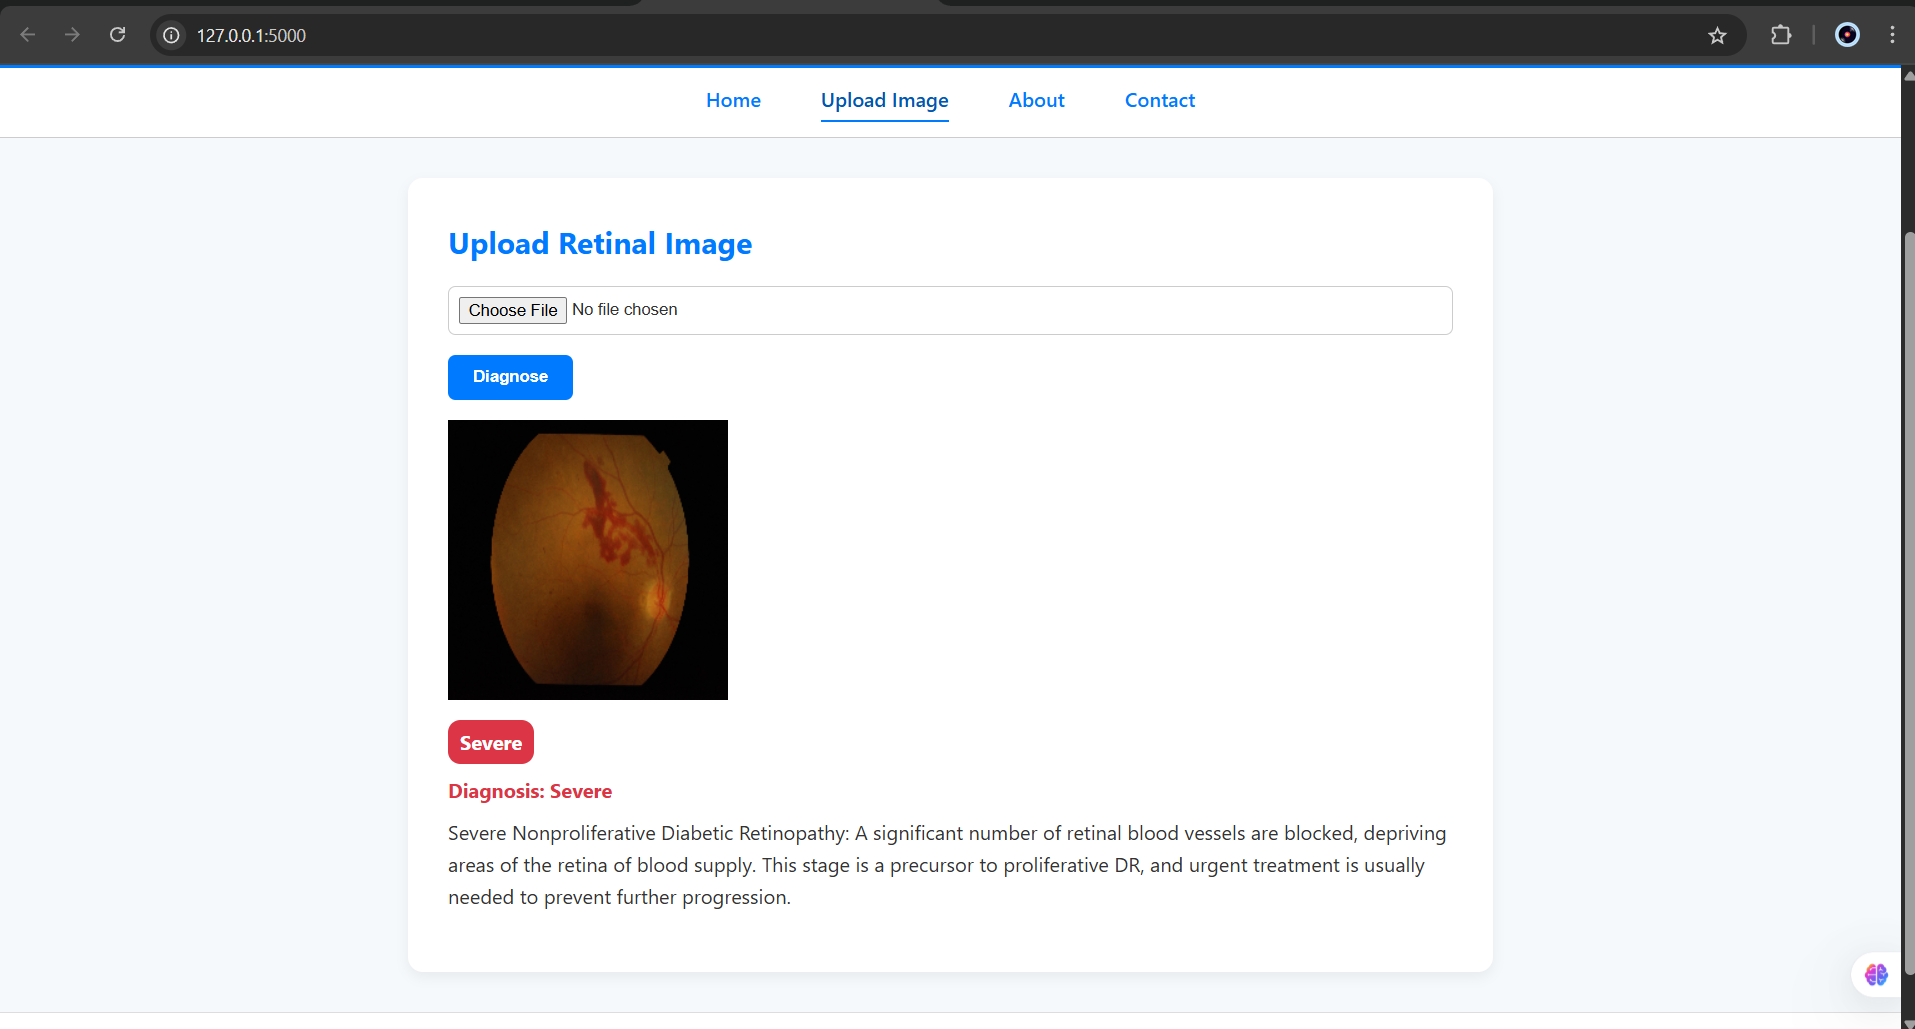 127.0.0.1:5000
Home
Upload Image
About
Contact
Upload Retinal Image
Choose File No file chosen
Diagnose
Severe
Diagnosis: Severe
Severe Nonproliferative Diabetic Retinopathy: A significant number of retinal blood vessels are blocked, depriving
areas of the retina of blood supply. This stage is a precursor to proliferative DR, and urgent treatment is usually
needed to prevent further progression.